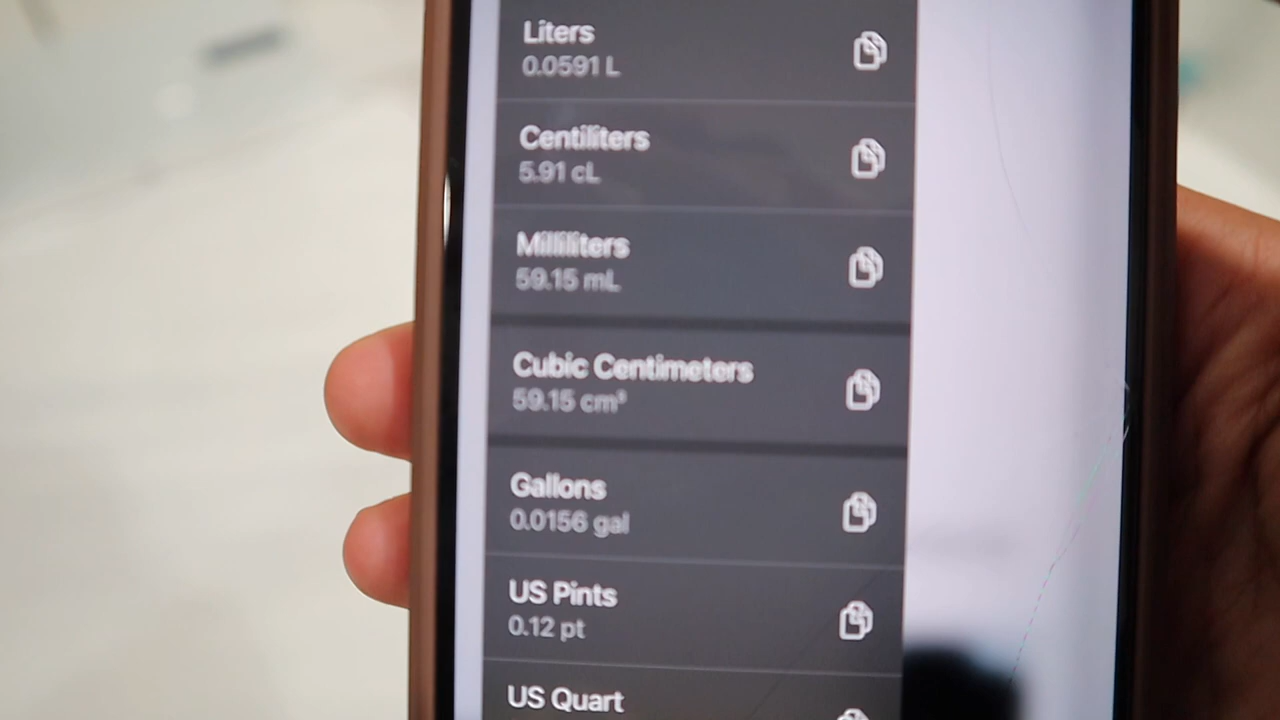 Liters
0.0591 L
Centiliters
5.91 cL
Milliliters
59.15 mL
Cubic Centimeters
59.15 cm³
Gallons
0.0156 gal
US Pints
0.12 pt
US Quart